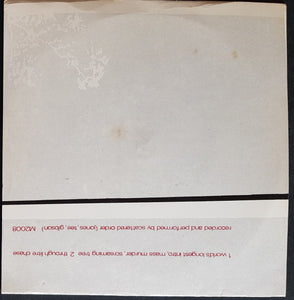 1 worlds longest intro, mass murder, screaming tree  2 through litre chase
recorded and performed by scattered order (jones, tee, gibson)  M2008